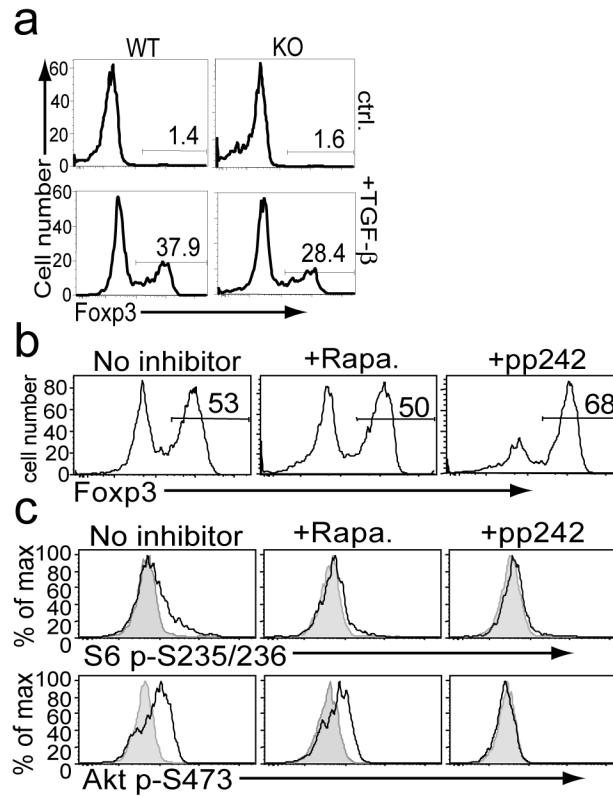 a
WT KO
60
40
20
0
1.4
1.6
ctrl.
60
40
20
0
37.9
28.4
+TGF-β
Cell number
Foxp3
b
No inhibitor +Rapa. +pp242
cell number
80
60
40
20
0
53
50
68
Foxp3
c
No inhibitor +Rapa. +pp242
% of max
100
80
60
40
20
0
S6 p-S235/236
% of max
100
80
60
40
20
0
Akt p-S473